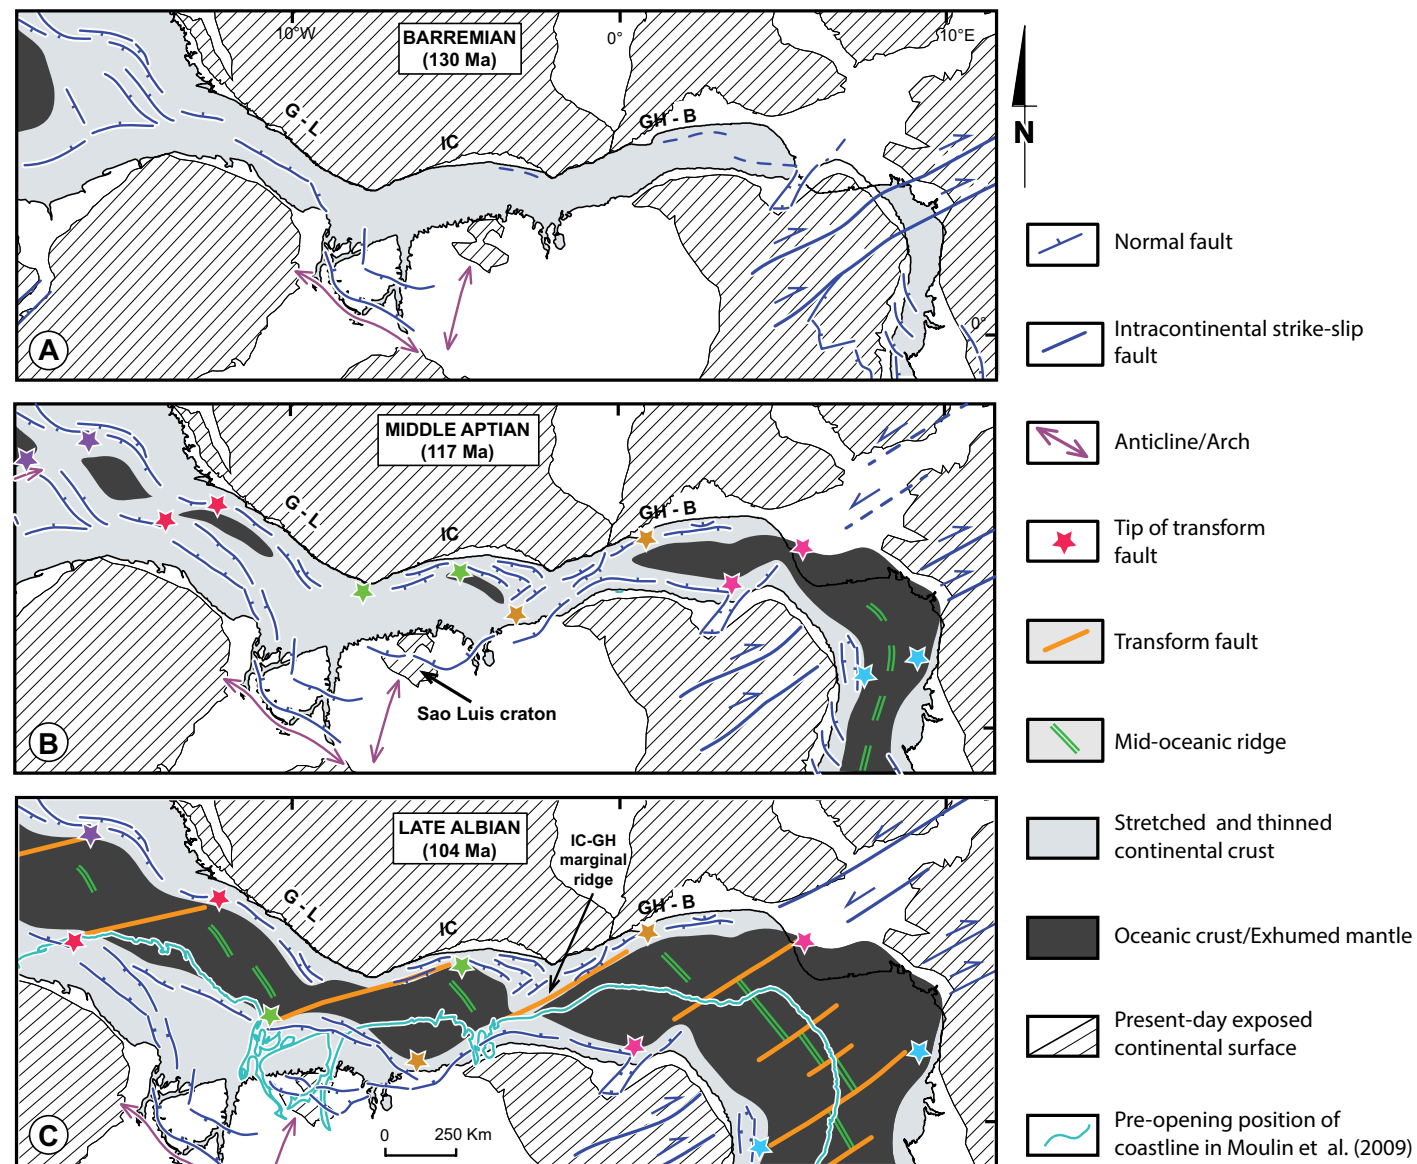 10°W
0°
10°E
BARREMIAN
(130 Ma)
G - L
IC
GH - B
0°
A
N
Normal fault
Intracontinental strike-slip
fault
Anticline/Arch
Tip of transform
fault
Transform fault
Mid-oceanic ridge
Stretched and thinned
continental crust
Oceanic crust/Exhumed mantle
Present-day exposed
continental surface
Pre-opening position of
coastline in Moulin et al. (2009)
MIDDLE APTIAN
(117 Ma)
G - L
IC
GH - B
Sao Luis craton
B
LATE ALBIAN
(104 Ma)
IC-GH
marginal
ridge
G - L
IC
GH - B
0 250 Km
C